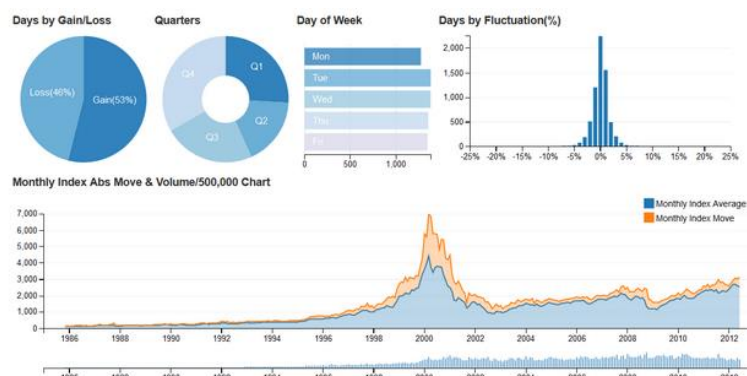 Days by Gain/Loss
Quarters
Day of Week
Days by Fluctuation(%)
Loss(46%)
Gain(53%)
Q4
Q1
Q3
Q2
Mon
Tue
Wed
Thu
Fri
0 500 1,000
2,000
1,500
1,000
500
0
-25% -20% -15% -10% -5% 0% 5% 10% 15% 20% 25%
Monthly Index Abs Move & Volume/500,000 Chart
Monthly Index Average
Monthly Index Move
7,000
6,000
5,000
4,000
3,000
2,000
1,000
0
1986 1988 1990 1992 1994 1996 1998 2000 2002 2004 2006 2008 2010 2012